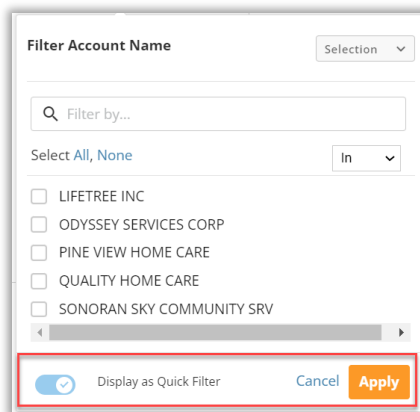 Filter Account Name Selection
Filter by...
Select All, None In
LIFETREE INC
ODYSSEY SERVICES CORP
PINE VIEW HOME CARE
QUALITY HOME CARE
SONORAN SKY COMMUNITY SRV
Display as Quick Filter Cancel Apply